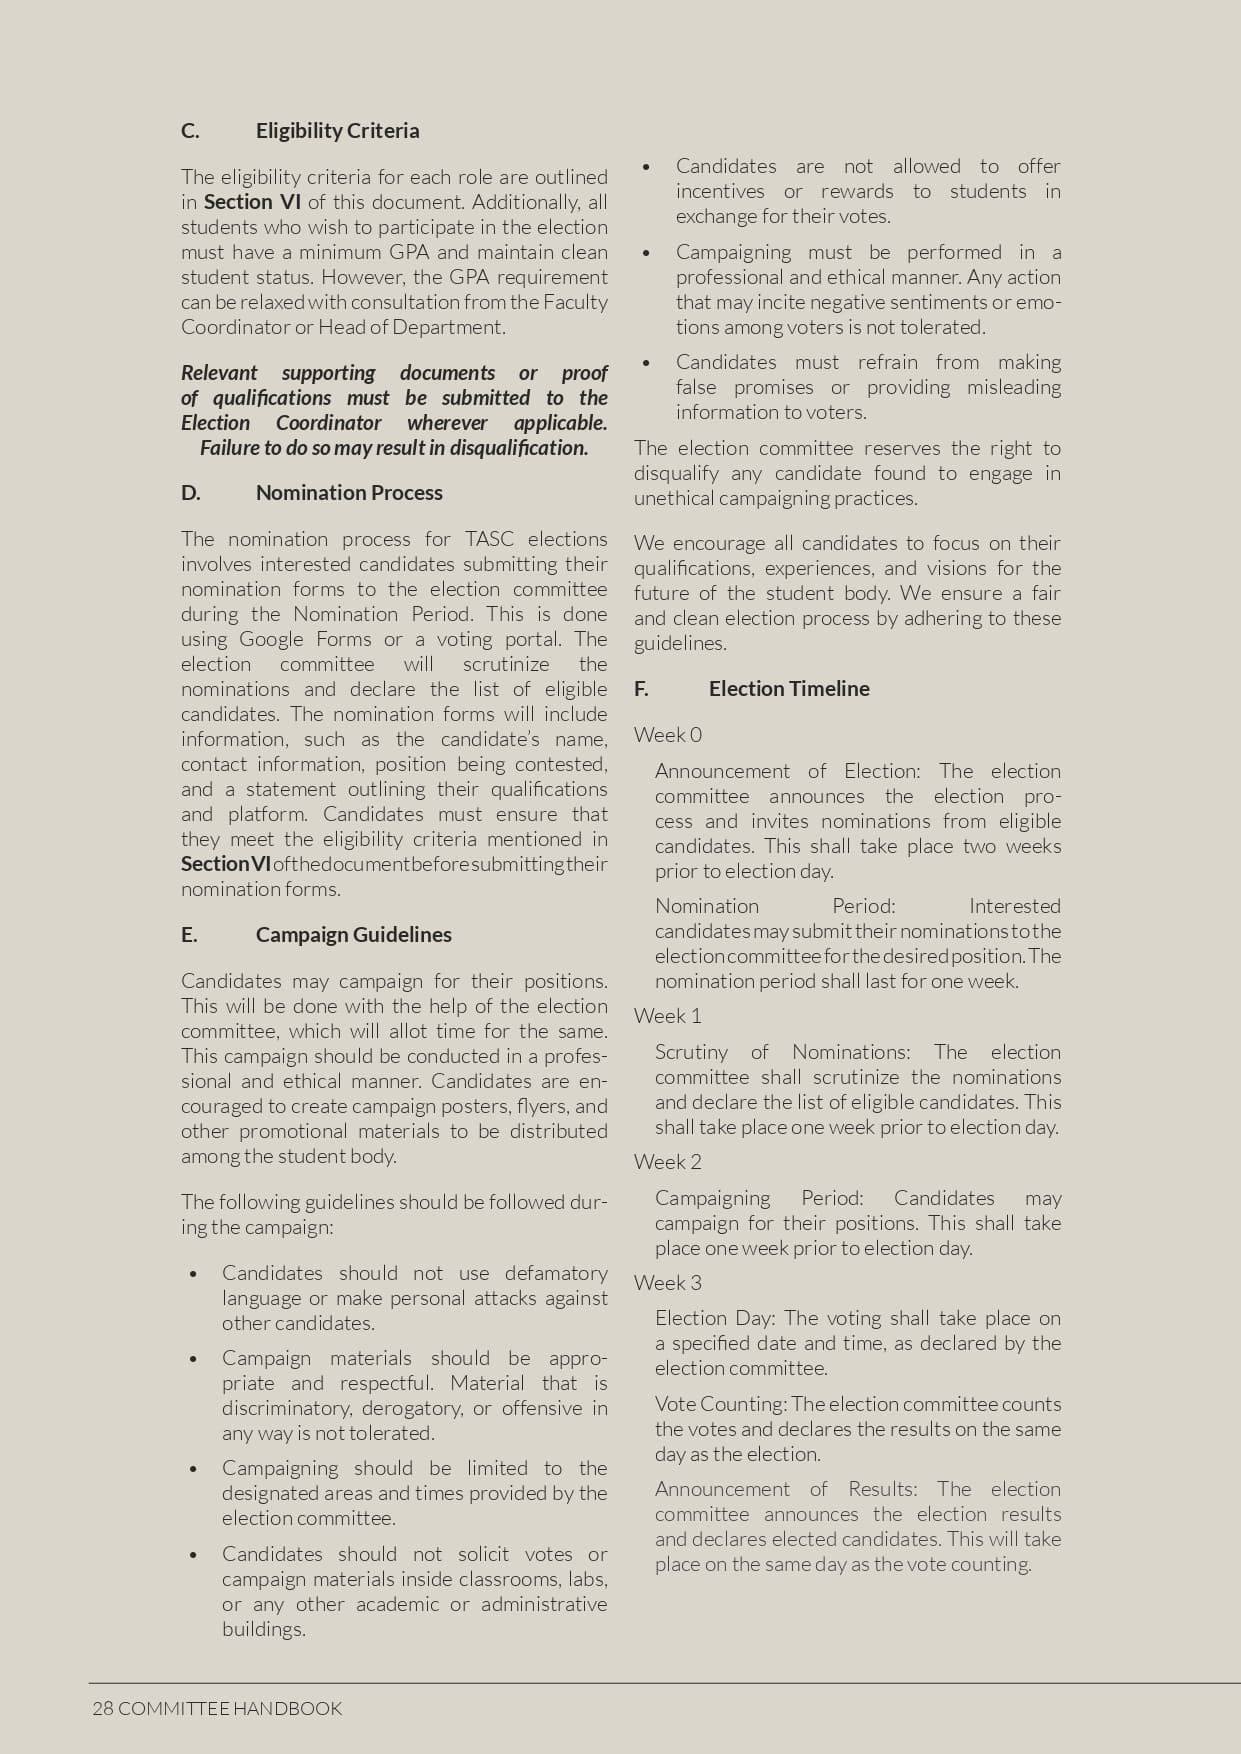 C. Eligibility Criteria
The eligibility criteria for each role are outlined
in Section VI of this document. Additionally, all
students who wish to participate in the election
must have a minimum GPA and maintain clean
student status. However, the GPA requirement
can be relaxed with consultation from the Faculty
Coordinator or Head of Department.
Relevant supporting documents or proof
of qualifications must be submitted to the
Election Coordinator wherever applicable.
Failure to do so may result in disqualification.
D. Nomination Process
The nomination process for TASC elections
involves interested candidates submitting their
nomination forms to the election committee
during the Nomination Period. This is done
using Google Forms or a voting portal. The
election committee will scrutinize the
nominations and declare the list of eligible
candidates. The nomination forms will include
information, such as the candidate’s name,
contact information, position being contested,
and a statement outlining their qualifications
and platform. Candidates must ensure that
they meet the eligibility criteria mentioned in
Section VI of the document before submitting their
nomination forms.
E. Campaign Guidelines
Candidates may campaign for their positions.
This will be done with the help of the election
committee, which will allot time for the same.
This campaign should be conducted in a profes-
sional and ethical manner. Candidates are en-
couraged to create campaign posters, flyers, and
other promotional materials to be distributed
among the student body.
The following guidelines should be followed dur-
ing the campaign:
• Candidates should not use defamatory
language or make personal attacks against
other candidates.
• Campaign materials should be appro-
priate and respectful. Material that is
discriminatory, derogatory, or offensive in
any way is not tolerated.
• Campaigning should be limited to the
designated areas and times provided by the
election committee.
• Candidates should not solicit votes or
campaign materials inside classrooms, labs,
or any other academic or administrative
buildings.
• Candidates are not allowed to offer
incentives or rewards to students in
exchange for their votes.
• Campaigning must be performed in a
professional and ethical manner. Any action
that may incite negative sentiments or emo-
tions among voters is not tolerated.
• Candidates must refrain from making
false promises or providing misleading
information to voters.
The election committee reserves the right to
disqualify any candidate found to engage in
unethical campaigning practices.
We encourage all candidates to focus on their
qualifications, experiences, and visions for the
future of the student body. We ensure a fair
and clean election process by adhering to these
guidelines.
F. Election Timeline
Week 0
Announcement of Election: The election
committee announces the election pro-
cess and invites nominations from eligible
candidates. This shall take place two weeks
prior to election day.
Nomination Period: Interested
candidates may submit their nominations to the
election committee for the desired position. The
nomination period shall last for one week.
Week 1
Scrutiny of Nominations: The election
committee shall scrutinize the nominations
and declare the list of eligible candidates. This
shall take place one week prior to election day.
Week 2
Campaigning Period: Candidates may
campaign for their positions. This shall take
place one week prior to election day.
Week 3
Election Day: The voting shall take place on
a specified date and time, as declared by the
election committee.
Vote Counting: The election committee counts
the votes and declares the results on the same
day as the election.
Announcement of Results: The election
committee announces the election results
and declares elected candidates. This will take
place on the same day as the vote counting.
28 COMMITTEE HANDBOOK